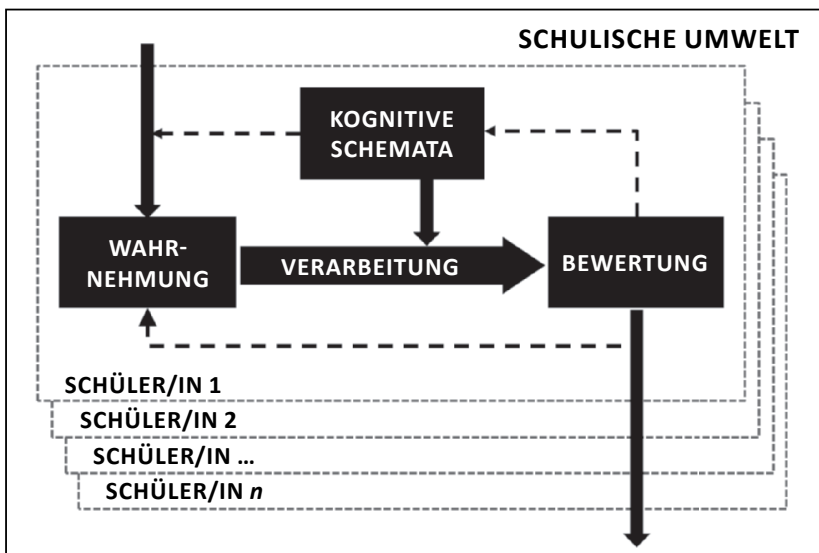 SCHULISCHE UMWELT
KOGNITIVE
SCHEMATA
WAHR-
NEHMUNG
VERARBEITUNG
BEWERTUNG
SCHÜLER/IN 1
SCHÜLER/IN 2
SCHÜLER/IN ...
SCHÜLER/IN n